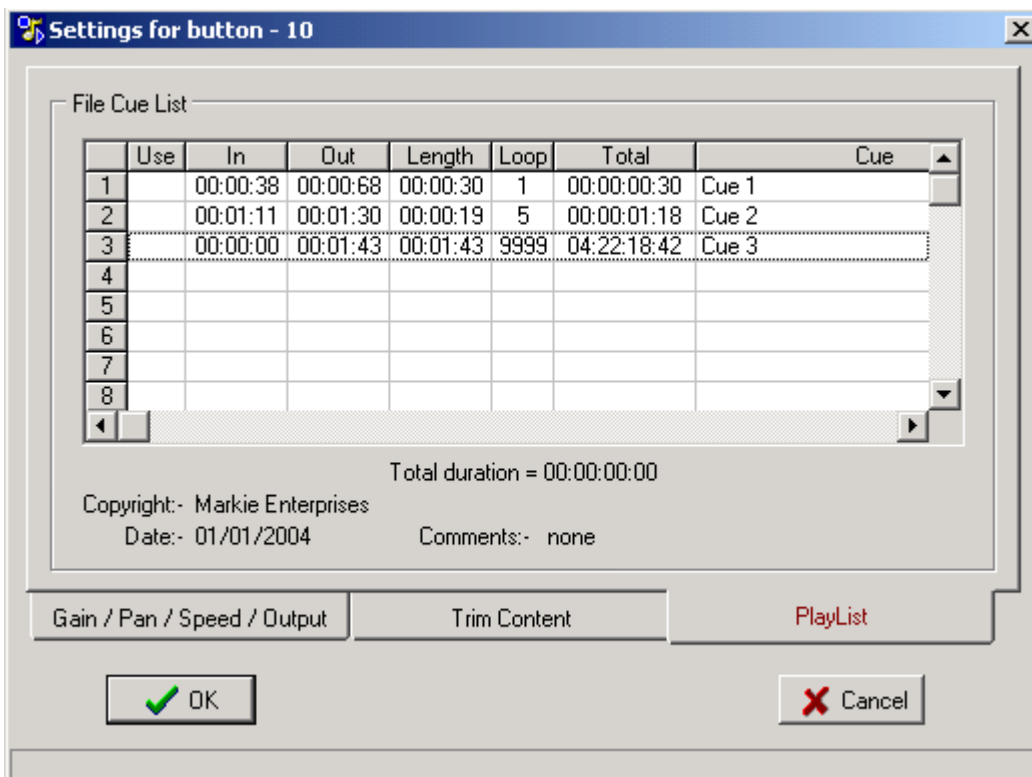 Settings for button - 10
File Cue List
Use In Out Length Loop Total Cue
1 00:00:38 00:00:68 00:00:30 1 00:00:00:30 Cue 1
2 00:01:11 00:01:30 00:00:19 5 00:00:01:18 Cue 2
3 00:00:00 00:01:43 00:01:43 9999 04:22:18:42 Cue 3
4
5
6
7
8
Total duration = 00:00:00:00
Copyright:- Markie Enterprises
Date:- 01/01/2004 Comments:- none
Gain / Pan / Speed / Output Trim Content PlayList
OK Cancel